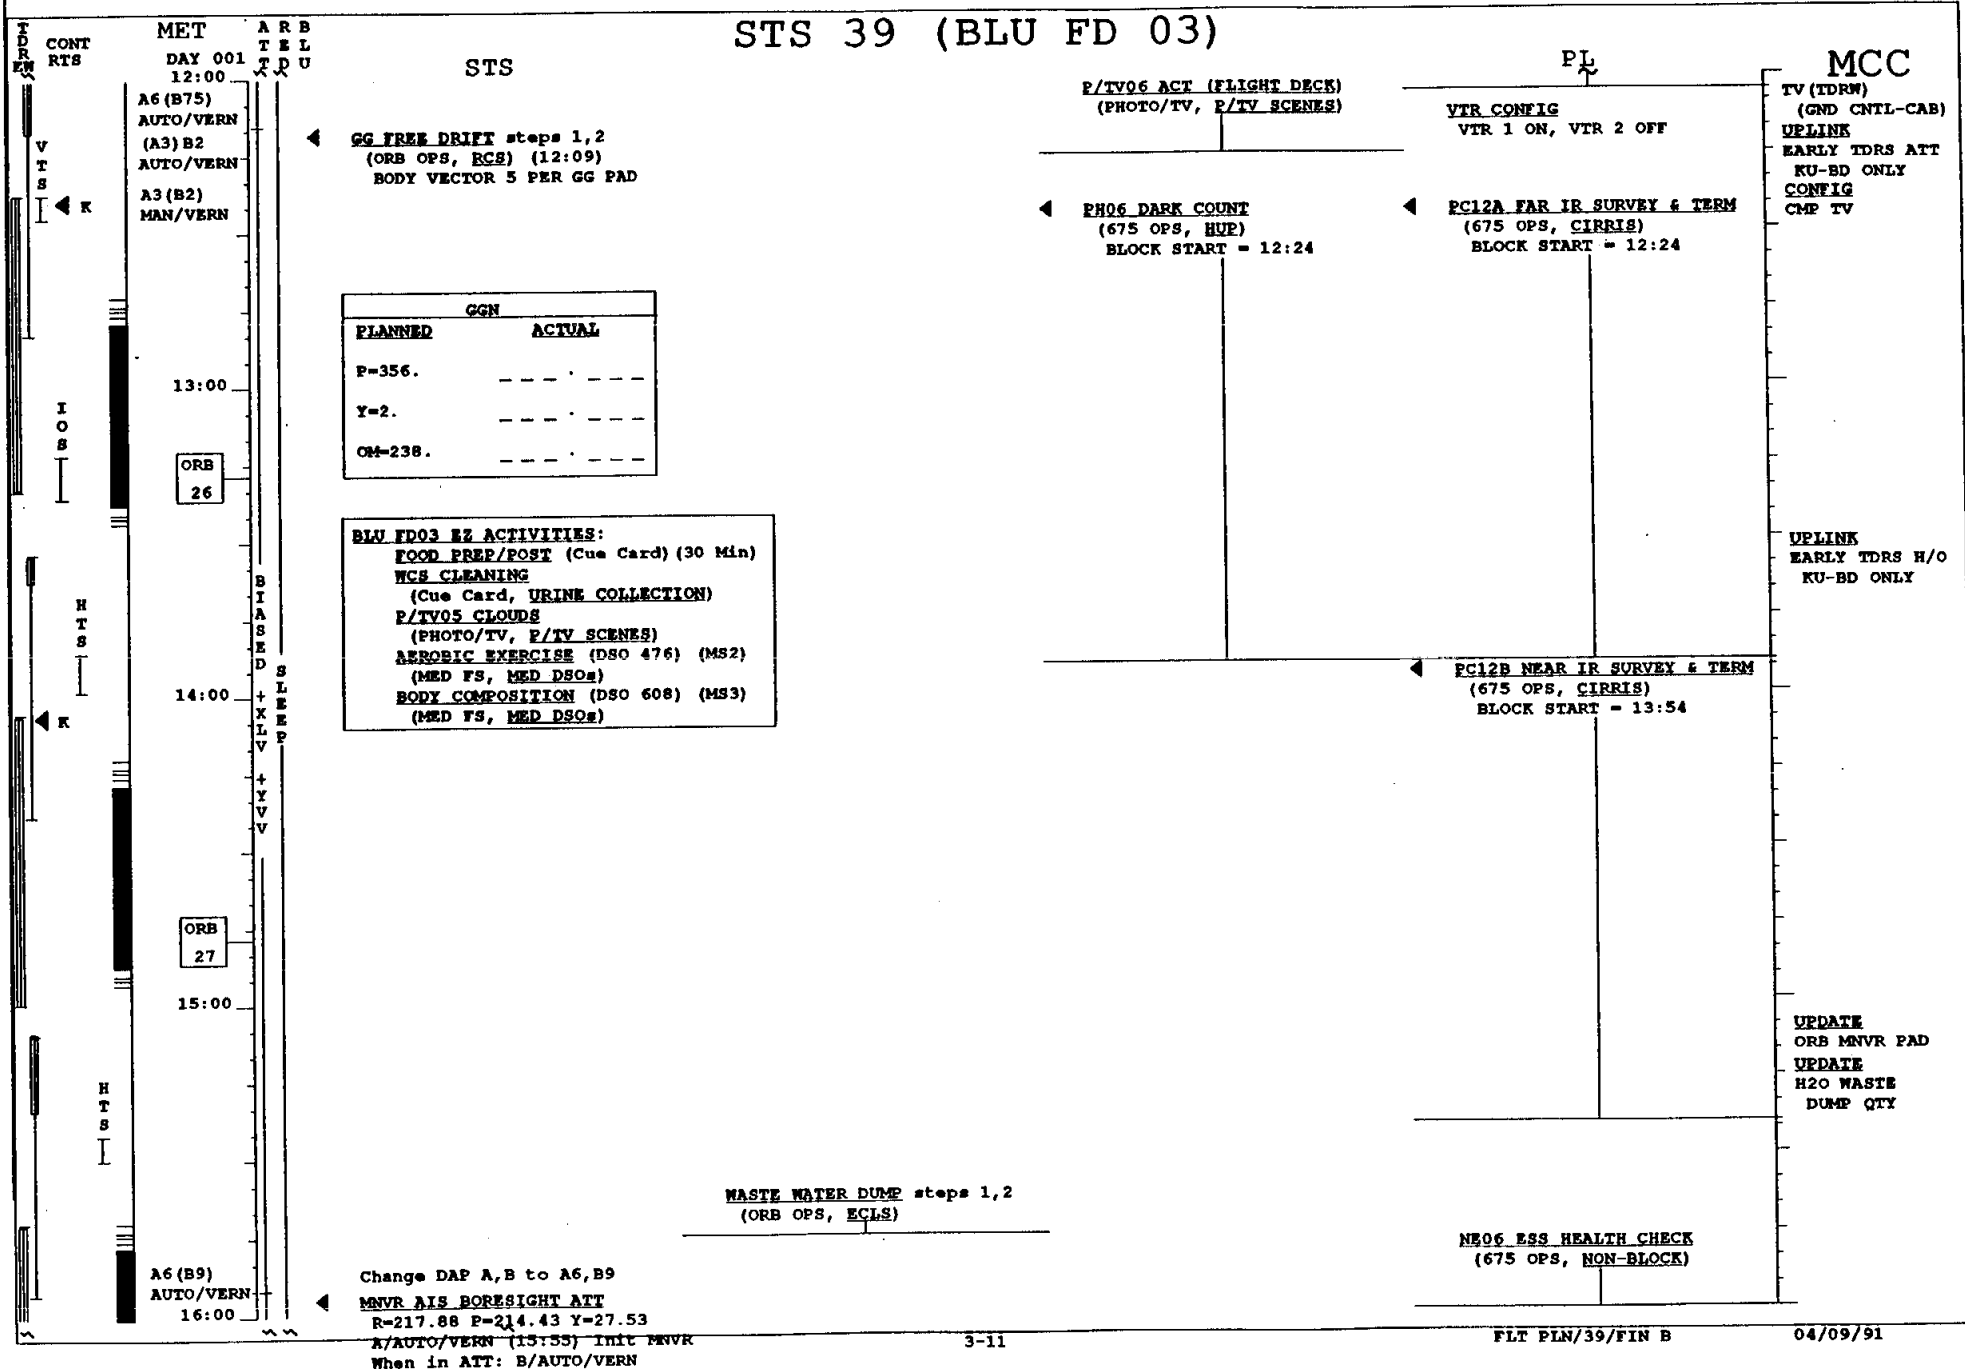 STS 39 (BLU FD 03)
TDRS
EW
CONT
RTS
MET
DAY 001
ATT
RED
BLU
STS
PL
MCC
12:00
A6(B75)
AUTO/VERN
(A3)B2
AUTO/VERN
A3(B2)
MAN/VERN
VTS
K
GG FREE DRIFT steps 1,2
(ORB OPS, RCS) (12:09)
BODY VECTOR 5 PER GG PAD
P/TV06 ACT (FLIGHT DECK)
(PHOTO/TV, P/TV SCENES)
VTR CONFIG
VTR 1 ON, VTR 2 OFF
TV(TDRW)
(GND CNTL-CAB)
UPLINK
EARLY TDRS ATT
KU-BD ONLY
CONFIG
CMP TV
PH06 DARK COUNT
(675 OPS, HUP)
BLOCK START = 12:24
PC12A FAR IR SURVEY & TERM
(675 OPS, CIRRIS)
BLOCK START = 12:24
GGN
PLANNED ACTUAL
P=356. _ _ _ . _ _ _
Y=2. _ _ _ . _ _ _
OM=238. _ _ _ . _ _ _
13:00
IOS
ORB
26
BLU FD03 EZ ACTIVITIES:
FOOD PREP/POST (Cue Card)(30 Min)
WCS CLEANING
(Cue Card, URINE COLLECTION)
P/TV05 CLOUDS
(PHOTO/TV, P/TV SCENES)
AEROBIC EXERCISE (DSO 476) (MS2)
(MED FS, MED DSOs)
BODY COMPOSITION (DSO 608) (MS3)
(MED FS, MED DSOs)
UPLINK
EARLY TDRS H/O
KU-BD ONLY
HTS
BIASED +XLV +YVV
SLEEP
14:00
K
PC12B NEAR IR SURVEY & TERM
(675 OPS, CIRRIS)
BLOCK START = 13:54
ORB
27
15:00
UPDATE
ORB MNVR PAD
UPDATE
H2O WASTE
DUMP QTY
HTS
WASTE WATER DUMP steps 1,2
(ORB OPS, ECLS)
NE06 ESS HEALTH CHECK
(675 OPS, NON-BLOCK)
A6(B9)
AUTO/VERN
16:00
Change DAP A,B to A6,B9
MNVR AIS BORESIGHT ATT
R=217.88 P=214.43 Y=27.53
A/AUTO/VERN (15:55) Init MNVR
When in ATT: B/AUTO/VERN
3-11
FLT PLN/39/FIN B
04/09/91